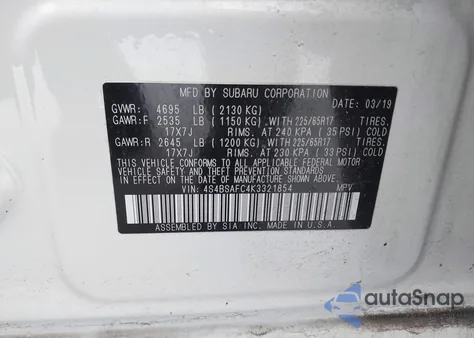 MFD BY SUBARU CORPORATION DATE: 03/19
GVWR: 4695 LB (2130 KG)
GAWR:F 2535 LB (1150 KG) WITH 225/65R17 TIRES,
17X7J RIMS, AT 240 KPA (35 PSI) COLD
GAWR:R 2645 LB (1200 KG) WITH 225/65R17 TIRES,
17X7J RIMS, AT 230 KPA (33 PSI) COLD
THIS VEHICLE CONFORMS TO ALL APPLICABLE FEDERAL MOTOR
VEHICLE SAFETY AND THEFT PREVENTION STANDARDS
IN EFFECT ON THE DATE OF MANUFACTURE SHOWN ABOVE.
VIN: 4S4BSAFC4K3321854 MPV
ASSEMBLED BY SIA INC. MADE IN U.S.A.
autoSnap